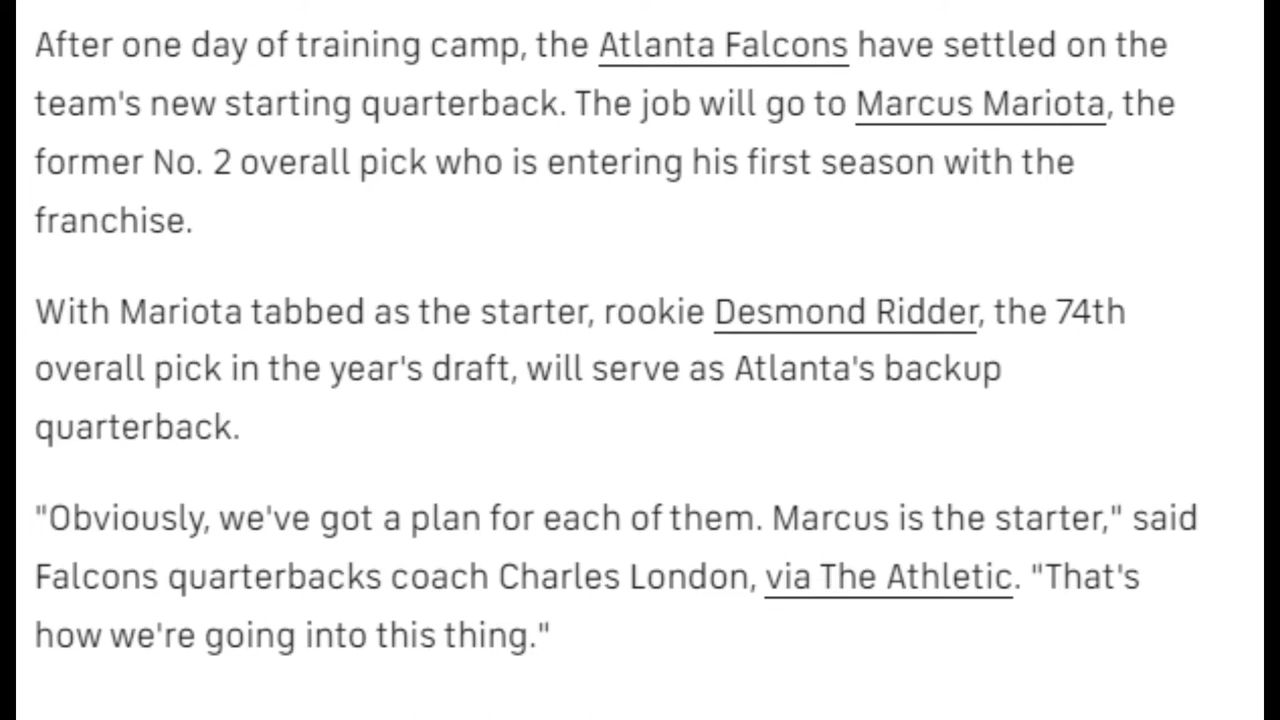 After one day of training camp, the Atlanta Falcons have settled on the
team's new starting quarterback. The job will go to Marcus Mariota, the
former No. 2 overall pick who is entering his first season with the
franchise.
With Mariota tabbed as the starter, rookie Desmond Ridder, the 74th
overall pick in the year's draft, will serve as Atlanta's backup
quarterback.
"Obviously, we've got a plan for each of them. Marcus is the starter," said
Falcons quarterbacks coach Charles London, via The Athletic. "That's
how we're going into this thing."